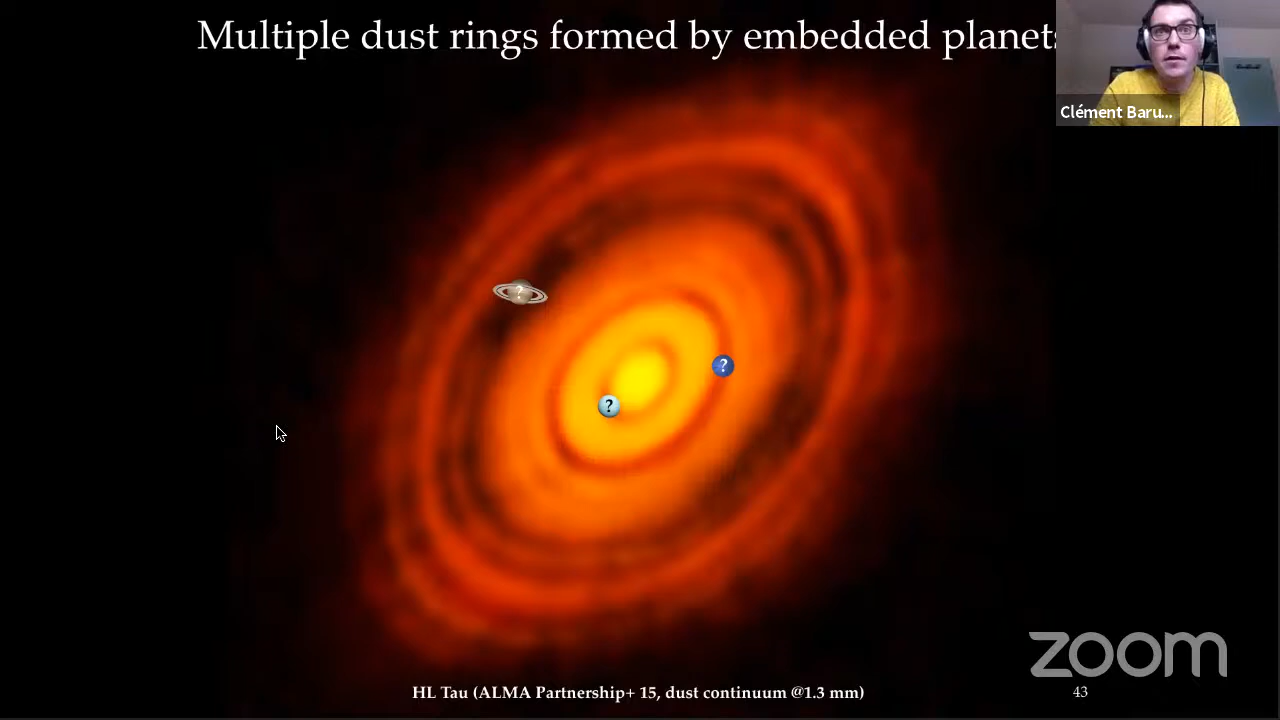 Multiple dust rings formed by embedded planets
Clément Baru...
?
?
?
zoom
HL Tau (ALMA Partnership+ 15, dust continuum @1.3 mm)
43